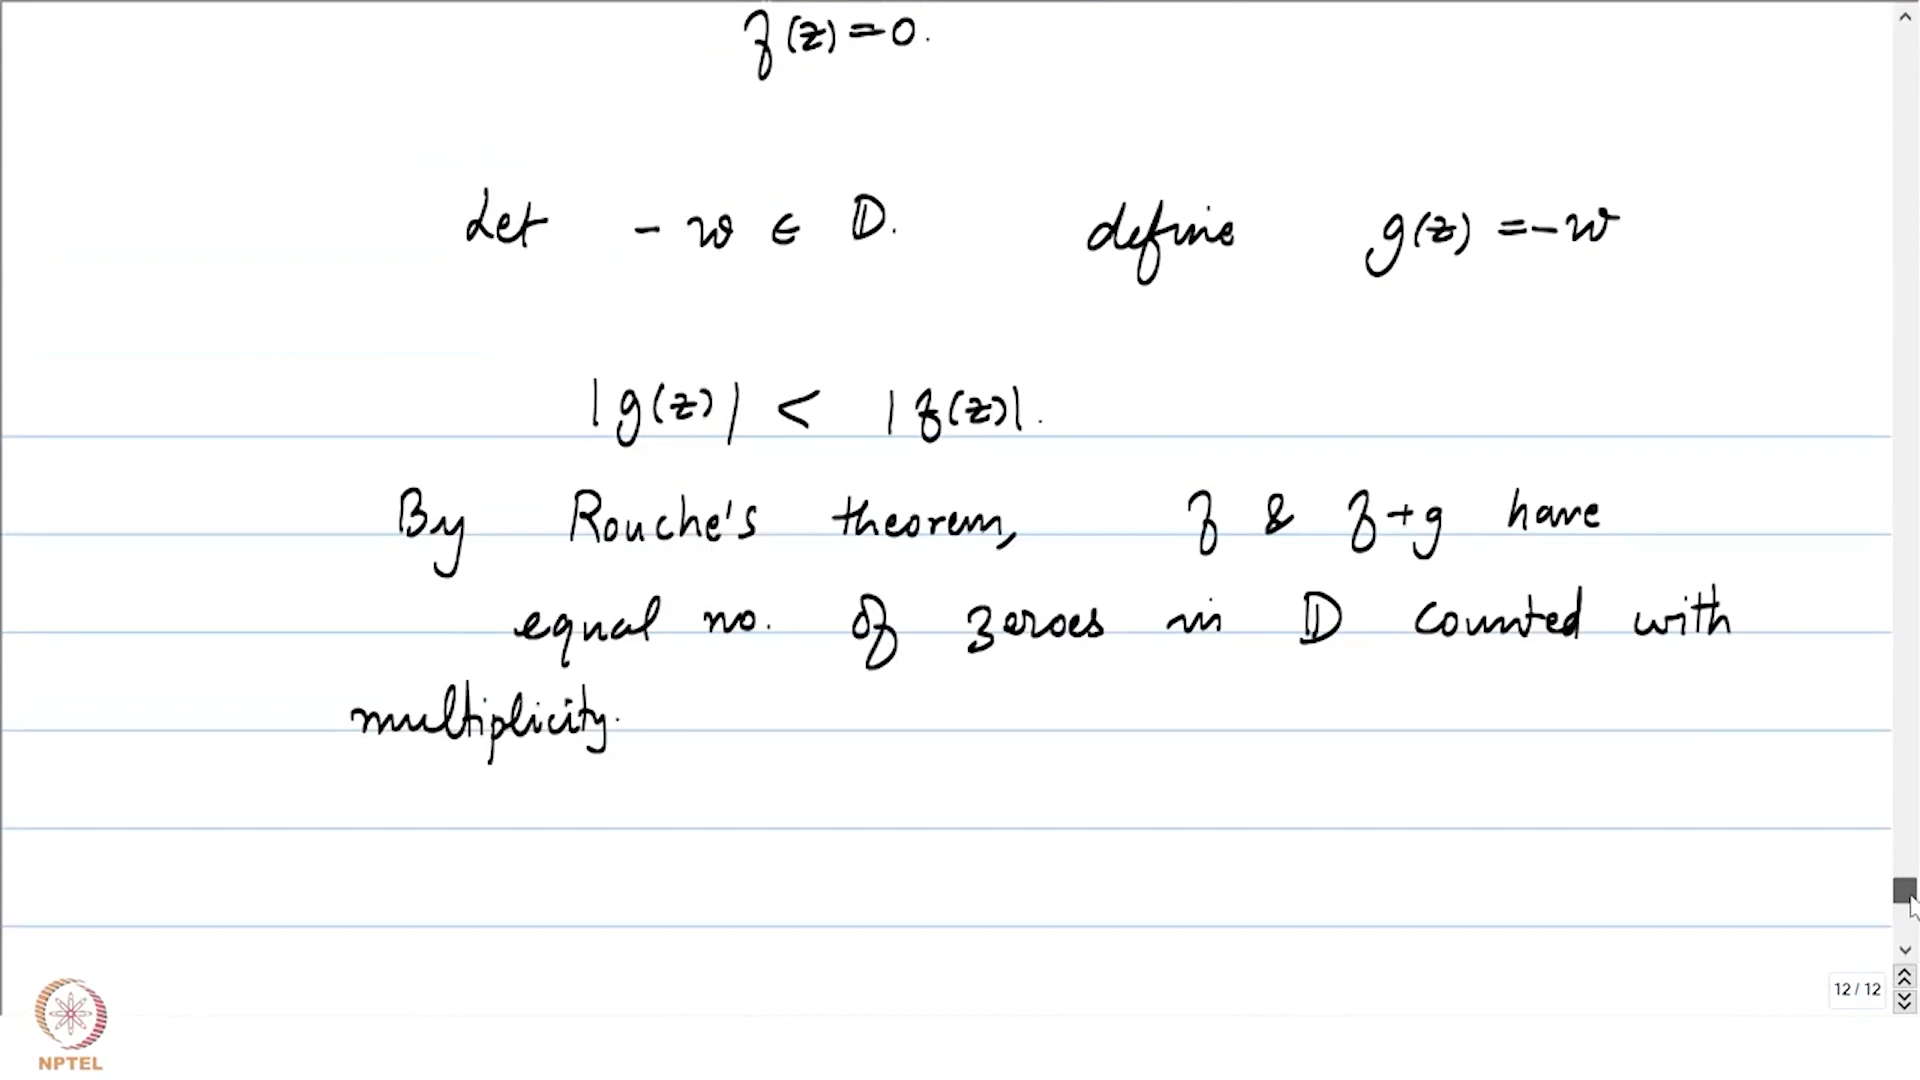 f(z)=0.
Let -w ∈ D. define g(z)=-w
|g(z)| < |f(z)|.
By Rouche's theorem, f & f+g have
equal no. of zeroes in D counted with
multiplicity.
12 / 12
NPTEL